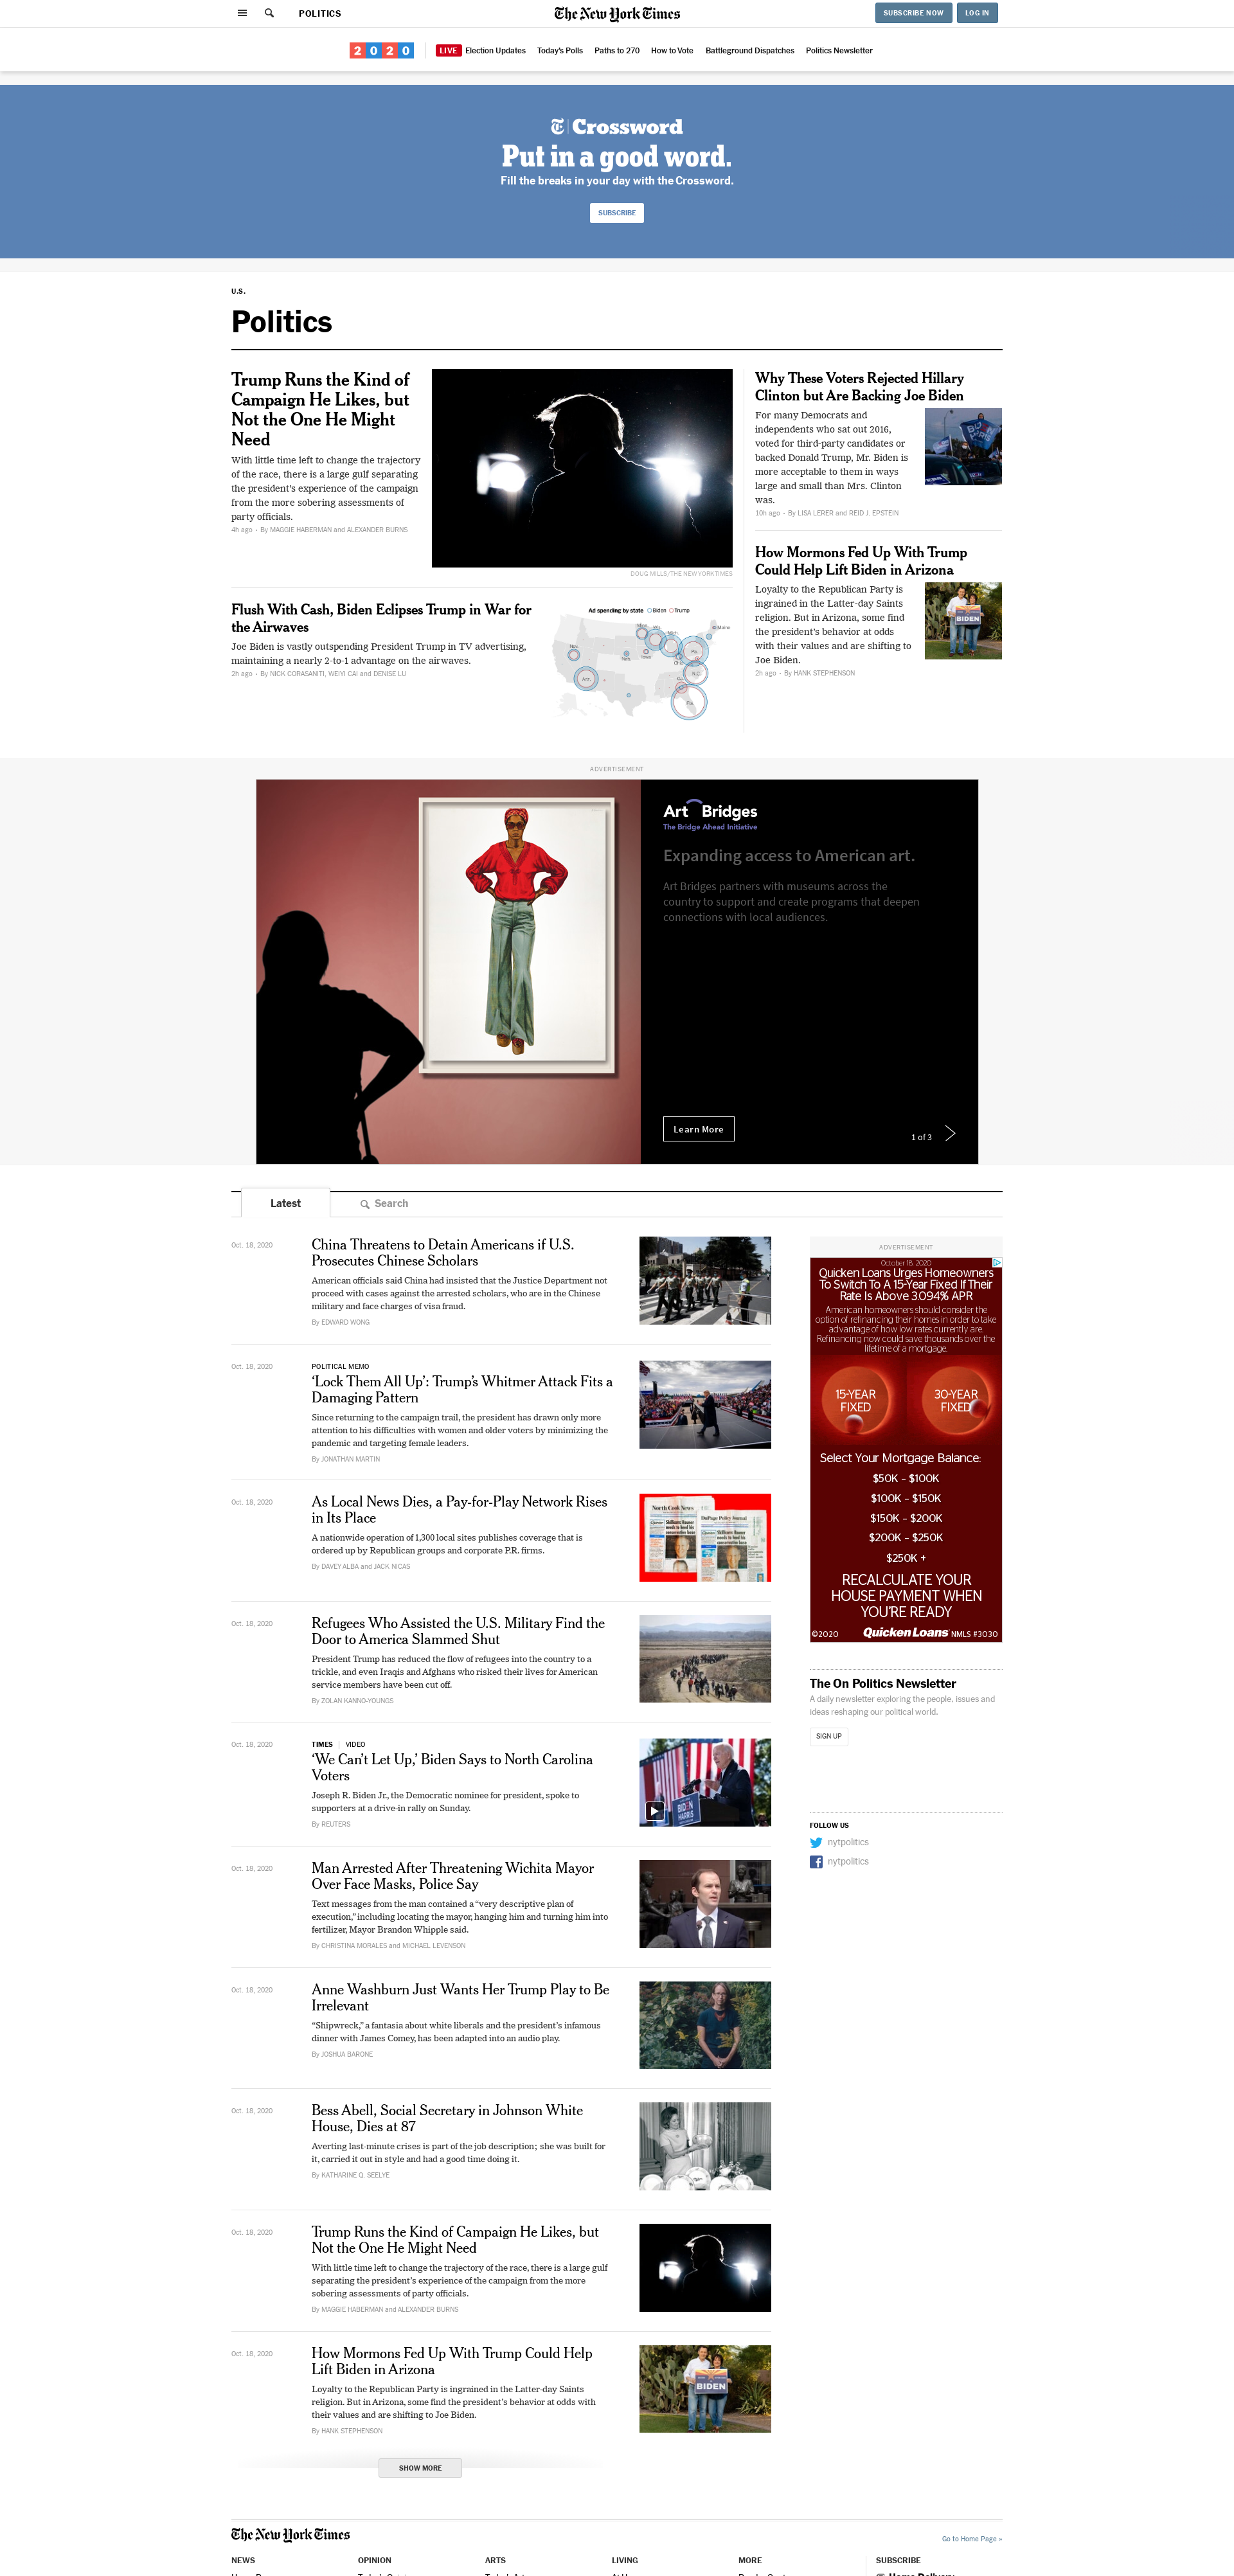 POLITICS
The New York Times
SUBSCRIBE NOW
LOG IN
2020
LIVE Election Updates
Today's Polls
Paths to 270
How to Vote
Battleground Dispatches
Politics Newsletter
Crossword
Put in a good word.
Fill the breaks in your day with the Crossword.
SUBSCRIBE
U.S.
Politics
Trump Runs the Kind of
Campaign He Likes, but
Not the One He Might
Need
With little time left to change the trajectory
of the race, there is a large gulf separating
the president's experience of the campaign
from the more sobering assessments of
party officials.
4h ago • By MAGGIE HABERMAN and ALEXANDER BURNS
DOUG MILLS/THE NEW YORK TIMES
Flush With Cash, Biden Eclipses Trump in War for
the Airwaves
Joe Biden is vastly outspending President Trump in TV advertising,
maintaining a nearly 2-to-1 advantage on the airwaves.
2h ago • By NICK CORASANITI, WEIYI CAI and DENISE LU
Ad spending by state Biden Trump
Maine
Why These Voters Rejected Hillary
Clinton but Are Backing Joe Biden
For many Democrats and
independents who sat out 2016,
voted for third-party candidates or
backed Donald Trump, Mr. Biden is
more acceptable to them in ways
large and small than Mrs. Clinton
was.
10h ago • By LISA LERER and REID J. EPSTEIN
How Mormons Fed Up With Trump
Could Help Lift Biden in Arizona
Loyalty to the Republican Party is
ingrained in the Latter-day Saints
religion. But in Arizona, some find
the president's behavior at odds
with their values and are shifting to
Joe Biden.
2h ago • By HANK STEPHENSON
BIDEN
ADVERTISEMENT
Art Bridges
The Bridge Ahead Initiative
Expanding access to American art.
Art Bridges partners with museums across the
country to support and create programs that deepen
connections with local audiences.
Learn More
1 of 3
Latest
Search
Oct. 18, 2020
China Threatens to Detain Americans if U.S.
Prosecutes Chinese Scholars
American officials said China had insisted that the Justice Department not
proceed with cases against the arrested scholars, who are in the Chinese
military and face charges of visa fraud.
By EDWARD WONG
Oct. 18, 2020
POLITICAL MEMO
‘Lock Them All Up’: Trump's Whitmer Attack Fits a
Damaging Pattern
Since returning to the campaign trail, the president has drawn only more
attention to his difficulties with women and older voters by minimizing the
pandemic and targeting female leaders.
By JONATHAN MARTIN
Oct. 18, 2020
As Local News Dies, a Pay-for-Play Network Rises
in Its Place
A nationwide operation of 1,300 local sites publishes coverage that is
ordered up by Republican groups and corporate P.R. firms.
By DAVEY ALBA and JACK NICAS
North Cook News
DuPage Policy Journal
Oct. 18, 2020
Refugees Who Assisted the U.S. Military Find the
Door to America Slammed Shut
President Trump has reduced the flow of refugees into the country to a
trickle, and even Iraqis and Afghans who risked their lives for American
service members have been cut off.
By ZOLAN KANNO-YOUNGS
Oct. 18, 2020
TIMES | VIDEO
‘We Can't Let Up,’ Biden Says to North Carolina
Voters
Joseph R. Biden Jr., the Democratic nominee for president, spoke to
supporters at a drive-in rally on Sunday.
By REUTERS
BIDEN
HARRIS
Oct. 18, 2020
Man Arrested After Threatening Wichita Mayor
Over Face Masks, Police Say
Text messages from the man contained a “very descriptive plan of
execution,” including locating the mayor, hanging him and turning him into
fertilizer, Mayor Brandon Whipple said.
By CHRISTINA MORALES and MICHAEL LEVENSON
Oct. 18, 2020
Anne Washburn Just Wants Her Trump Play to Be
Irrelevant
“Shipwreck,” a fantasia about white liberals and the president's infamous
dinner with James Comey, has been adapted into an audio play.
By JOSHUA BARONE
Oct. 18, 2020
Bess Abell, Social Secretary in Johnson White
House, Dies at 87
Averting last-minute crises is part of the job description; she was built for
it, carried it out in style and had a good time doing it.
By KATHARINE Q. SEELYE
Oct. 18, 2020
Trump Runs the Kind of Campaign He Likes, but
Not the One He Might Need
With little time left to change the trajectory of the race, there is a large gulf
separating the president's experience of the campaign from the more
sobering assessments of party officials.
By MAGGIE HABERMAN and ALEXANDER BURNS
Oct. 18, 2020
How Mormons Fed Up With Trump Could Help
Lift Biden in Arizona
Loyalty to the Republican Party is ingrained in the Latter-day Saints
religion. But in Arizona, some find the president's behavior at odds with
their values and are shifting to Joe Biden.
By HANK STEPHENSON
BIDEN
SHOW MORE
ADVERTISEMENT
October 18, 2020
Quicken Loans Urges Homeowners
To Switch To A 15-Year Fixed If Their
Rate Is Above 3.094% APR
American homeowners should consider the
option of refinancing their homes in order to take
advantage of how low rates currently are.
Refinancing now could save thousands over the
lifetime of a mortgage.
15-YEAR
FIXED
30-YEAR
FIXED
Select Your Mortgage Balance:
$50K - $100K
$100K - $150K
$150K - $200K
$200K - $250K
$250K +
RECALCULATE YOUR
HOUSE PAYMENT WHEN
YOU'RE READY
©2020 Quicken Loans NMLS #3030
The On Politics Newsletter
A daily newsletter exploring the people, issues and
ideas reshaping our political world.
SIGN UP
FOLLOW US
nytpolitics
nytpolitics
The New York Times
Go to Home Page »
NEWS
OPINION
ARTS
LIVING
MORE
SUBSCRIBE